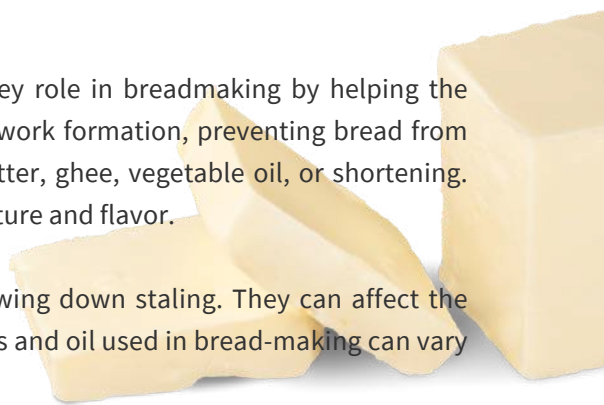 ey role in breadmaking by helping the
work formation, preventing bread from
tter, ghee, vegetable oil, or shortening.
ture and flavor.
wing down staling. They can affect the
s and oil used in bread-making can vary